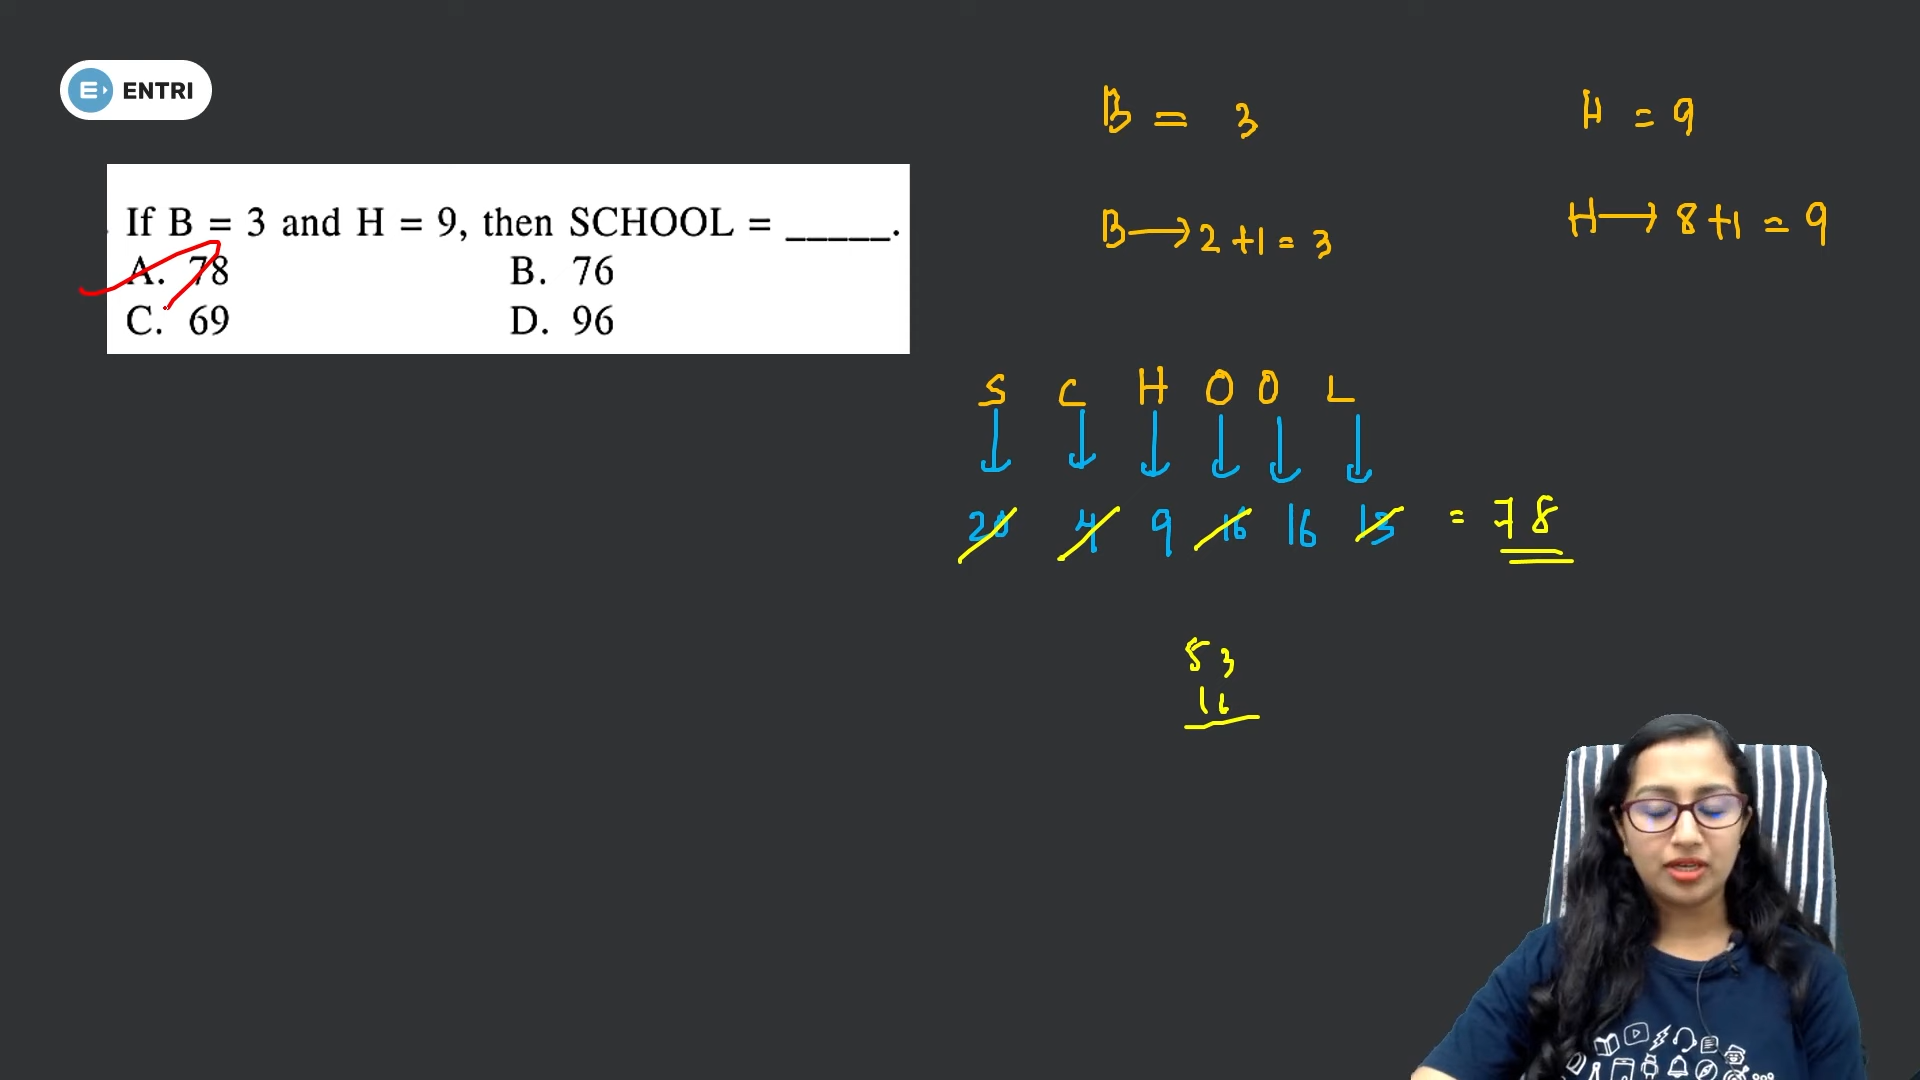 ENTRI
If B = 3 and H = 9, then SCHOOL = _____.
A. 78 B. 76
C. 69 D. 96
B = 3 H = 9
B → 2 + 1 = 3 H → 8 + 1 = 9
S C H O O L
20 4 9 16 16 13 = 78
53
16